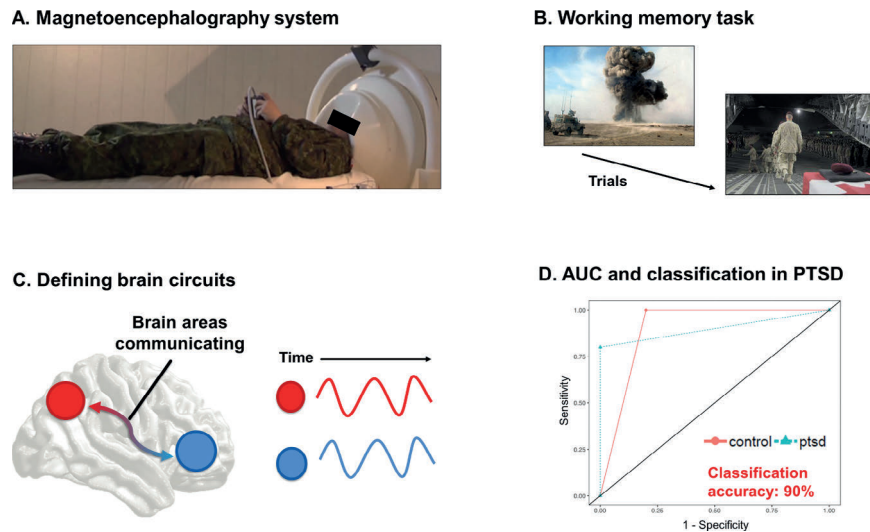 A. Magnetoencephalography system
B. Working memory task
Trials
C. Defining brain circuits
Brain areas
communicating
Time
D. AUC and classification in PTSD
1.00
0.75
0.50
0.25
0.00
Sensitivity
control ptsd
Classification
accuracy: 90%
0.00 0.25 0.50 0.75 1.00
1 - Specificity